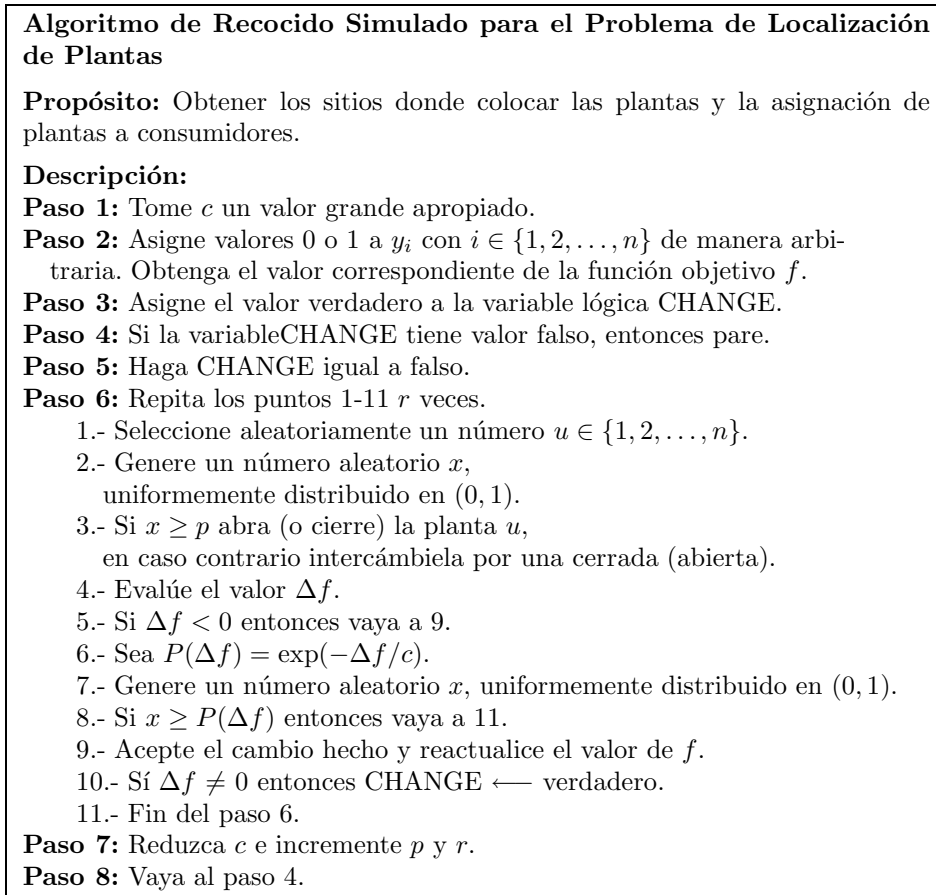 Algoritmo de Recocido Simulado para el Problema de Localización
de Plantas
Propósito: Obtener los sitios donde colocar las plantas y la asignación de
plantas a consumidores.
Descripción:
Paso 1: Tome c un valor grande apropiado.
Paso 2: Asigne valores 0 o 1 a y_i con i ∈ {1, 2, . . . , n} de manera arbi-
traria. Obtenga el valor correspondiente de la función objetivo f.
Paso 3: Asigne el valor verdadero a la variable lógica CHANGE.
Paso 4: Si la variableCHANGE tiene valor falso, entonces pare.
Paso 5: Haga CHANGE igual a falso.
Paso 6: Repita los puntos 1-11 r veces.
1.- Seleccione aleatoriamente un número u ∈ {1, 2, . . . , n}.
2.- Genere un número aleatorio x,
uniformemente distribuido en (0, 1).
3.- Si x ≥ p abra (o cierre) la planta u,
en caso contrario intercámbiela por una cerrada (abierta).
4.- Evalúe el valor Δf.
5.- Si Δf < 0 entonces vaya a 9.
6.- Sea P(Δf) = exp(−Δf/c).
7.- Genere un número aleatorio x, uniformemente distribuido en (0, 1).
8.- Si x ≥ P(Δf) entonces vaya a 11.
9.- Acepte el cambio hecho y reactualice el valor de f.
10.- Sí Δf ≠ 0 entonces CHANGE ⟵ verdadero.
11.- Fin del paso 6.
Paso 7: Reduzca c e incremente p y r.
Paso 8: Vaya al paso 4.